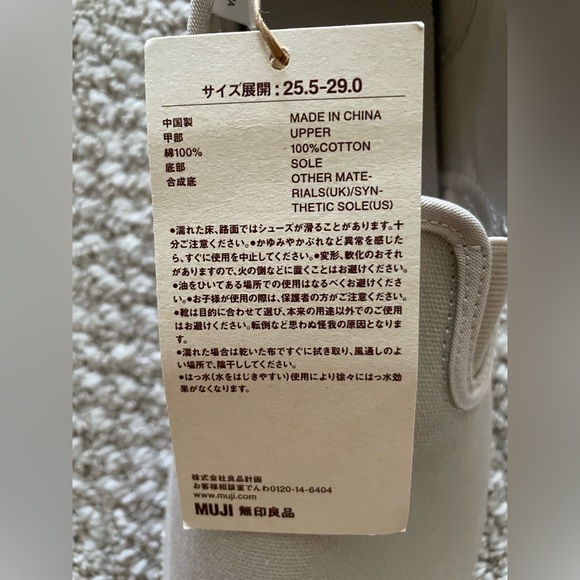 サイズ展開：25.5-29.0
中国製 MADE IN CHINA
甲部 UPPER
綿100% 100%COTTON
底部 SOLE
合成底 OTHER MATE-
RIALS(UK)/SYN-
THETIC SOLE(US)
•濡れた床、路面ではシューズが滑ることがあります。十
分ご注意ください。•かゆみやかぶれなど異常を感じた
ら、すぐに使用を中止してください。•変形、軟化のおそれ
がありますので、火の側などに置くことはお避けください。
•油をひいてある場所での使用はなるべくお避けくださ
い。•お子様が使用の際は、保護者の方がご注意ください。
•靴は目的に合わせて選び、本来の用途以外でのご使用
はお避けください。転倒など思わぬ怪我の原因となりま
す。
•濡れた場合は乾いた布ですぐに拭き取り、風通しのよ
い場所で、陰干ししてください。
•はっ水(水をはじきやすい)使用により徐々にはっ水効
果がなくなります。
株式会社良品計画
お客様相談室でんわ0120-14-6404
www.muji.com
MUJI 無印良品